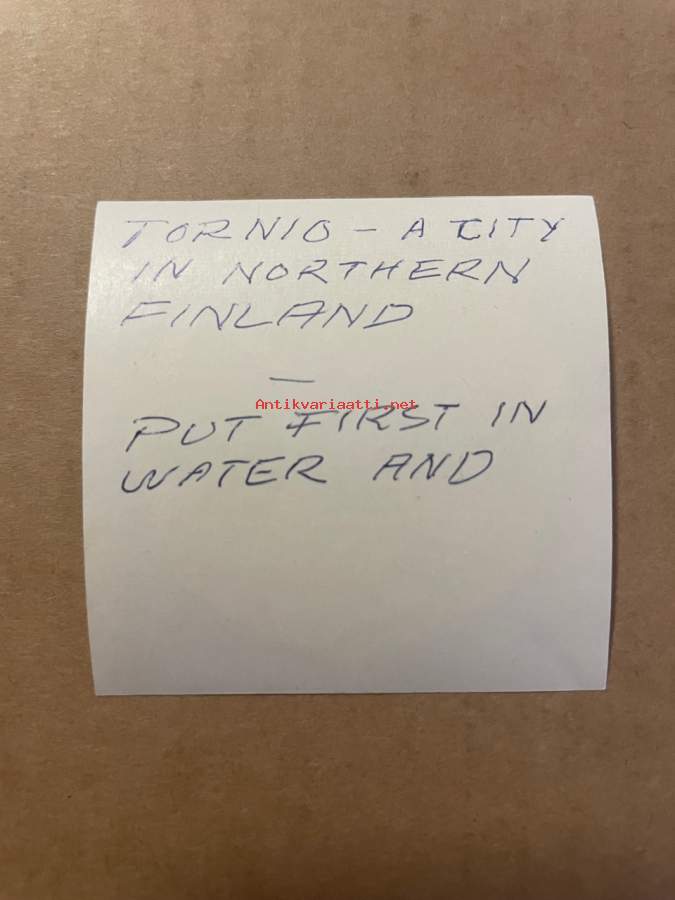 TORNIO – A CITY
IN NORTHERN
FINLAND
—
Antikvariaatti.net
PUT FIRST IN
WATER AND